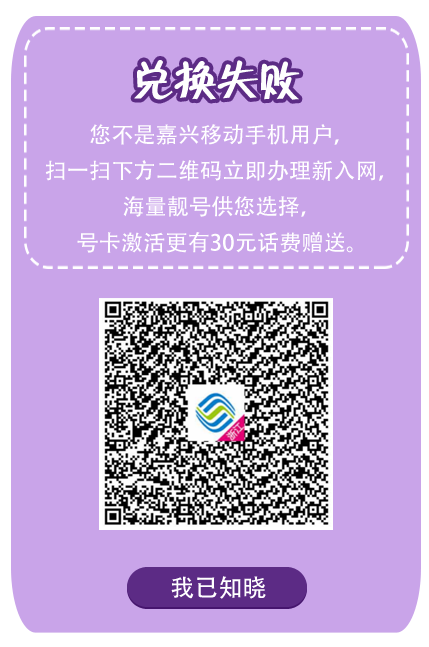 兑换失败
您不是嘉兴移动手机用户,
扫一扫下方二维码立即办理新入网,
海量靓号供您选择,
号卡激活更有30元话费赠送。
浙江
我已知晓